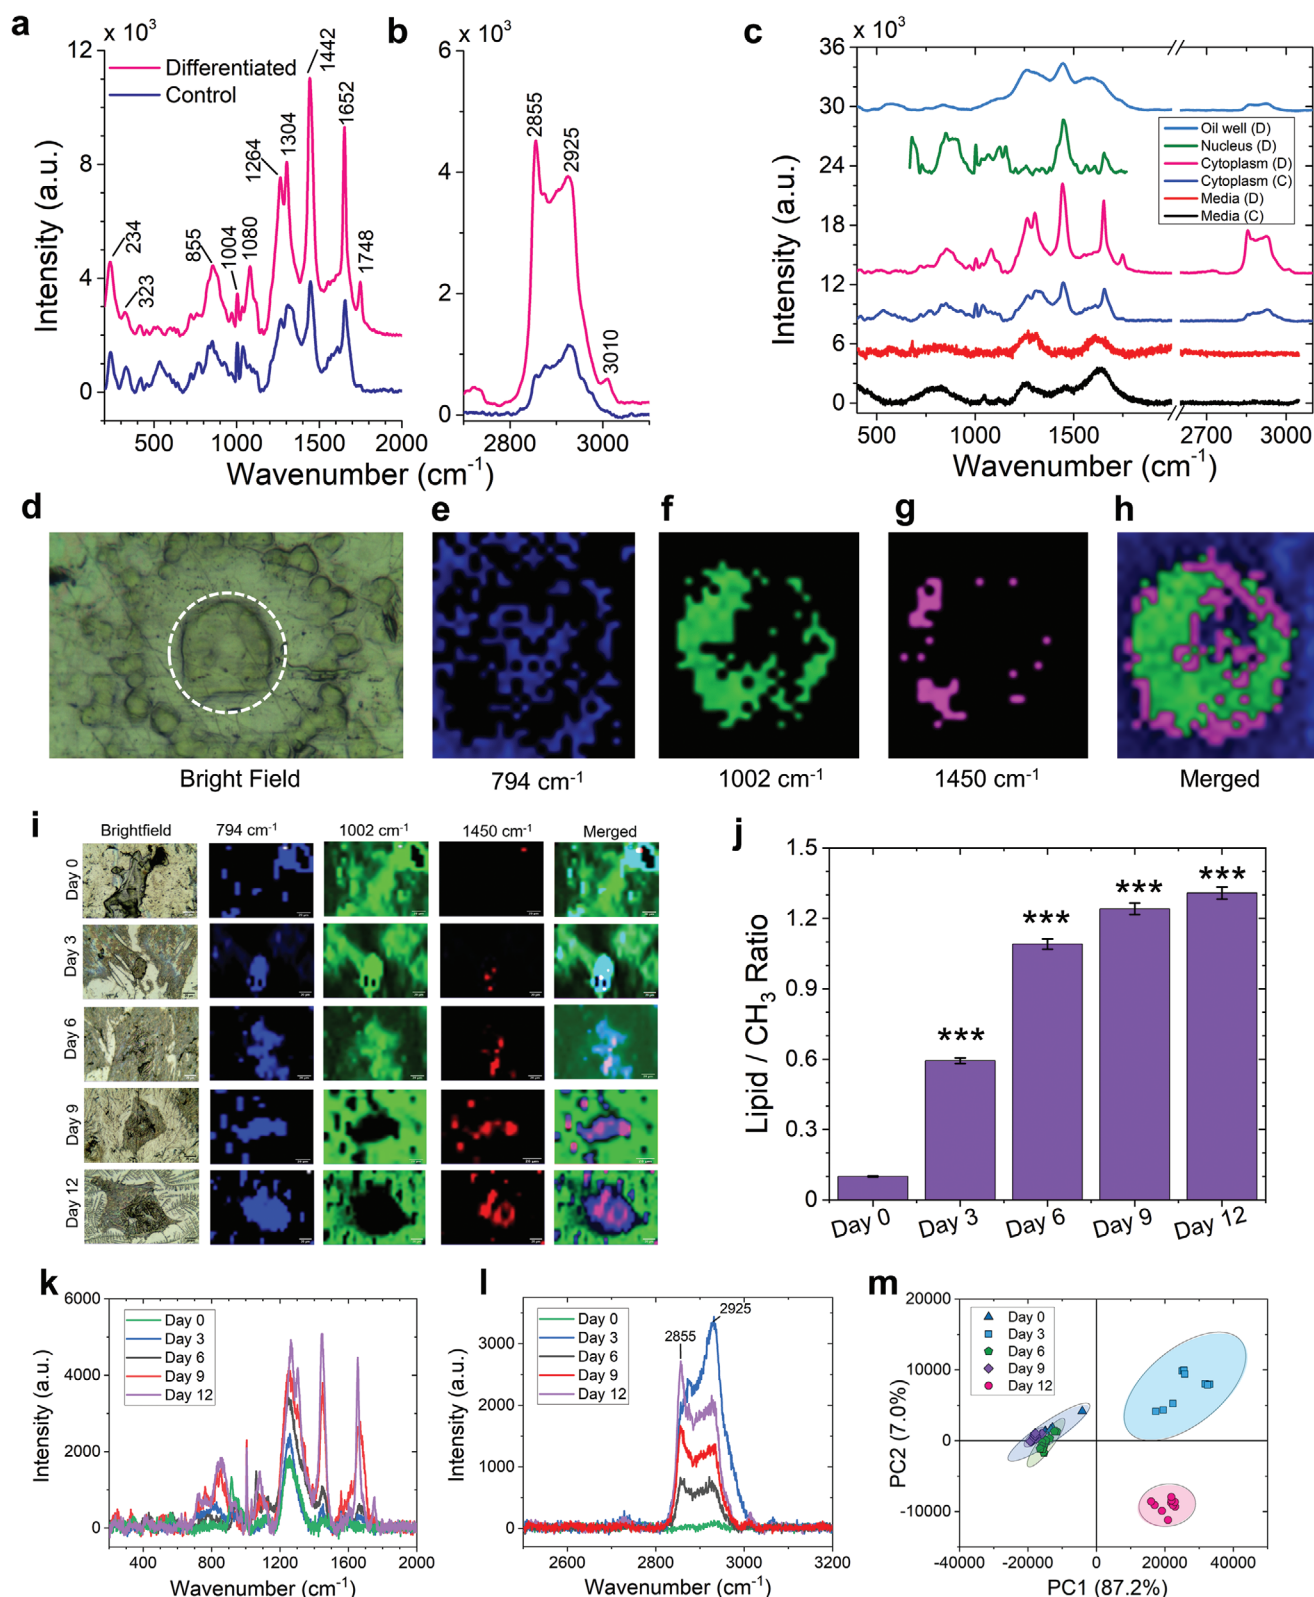 a
x 10³
12
8
4
0
Differentiated
Control
234
323
855
1004
1080
1264
1304
1442
1652
1748
500
1000
1500
2000
Intensity (a.u.)
Wavenumber (cm⁻¹)
b
x 10³
6
4
2
0
2855
2925
3010
2800
3000
c
x 10³
36
30
24
18
12
6
0
Oil well (D)
Nucleus (D)
Cytoplasm (D)
Cytoplasm (C)
Media (D)
Media (C)
500
1000
1500
2700
3000
Intensity (a.u.)
Wavenumber (cm⁻¹)
d
Bright Field
e
794 cm⁻¹
f
1002 cm⁻¹
g
1450 cm⁻¹
h
Merged
i
Brightfield
794 cm⁻¹
1002 cm⁻¹
1450 cm⁻¹
Merged
Day 0
Day 3
Day 6
Day 9
Day 12
j
1.5
1.2
0.9
0.6
0.3
0
***
***
***
***
Day 0
Day 3
Day 6
Day 9
Day 12
Lipid / CH₃ Ratio
k
6000
4000
2000
0
Day 0
Day 3
Day 6
Day 9
Day 12
400
800
1200
1600
2000
Intensity (a.u.)
Wavenumber (cm⁻¹)
l
3000
2000
1000
0
Day 0
Day 3
Day 6
Day 9
Day 12
2855
2925
2600
2800
3000
3200
Intensity (a.u.)
Wavenumber (cm⁻¹)
m
20000
10000
0
-10000
Day 0
Day 3
Day 6
Day 9
Day 12
-40000
-20000
0
20000
40000
PC2 (7.0%)
PC1 (87.2%)